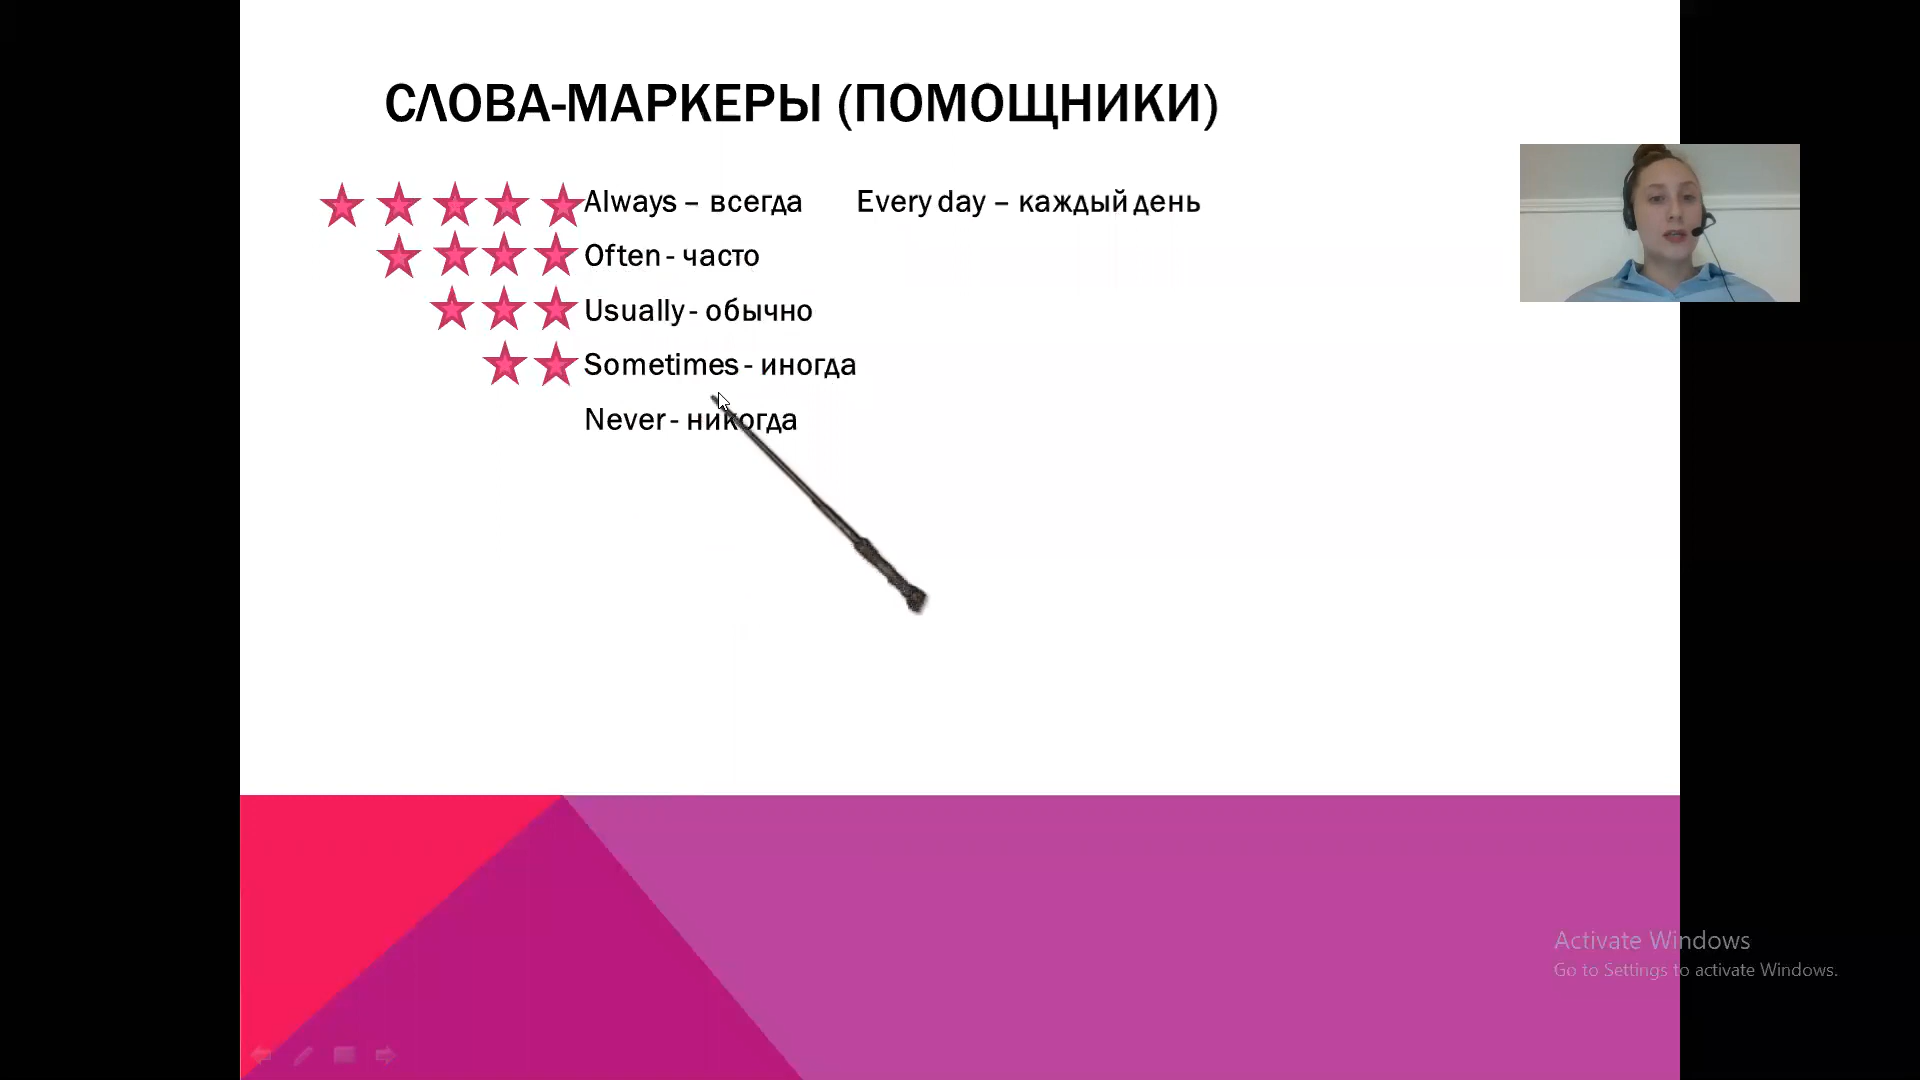 СЛОВА-МАРКЕРЫ (ПОМОЩНИКИ)
Always – всегда Every day – каждый день
Often - часто
Usually - обычно
Sometimes - иногда
Never - никогда
Activate Windows
Go to Settings to activate Windows.